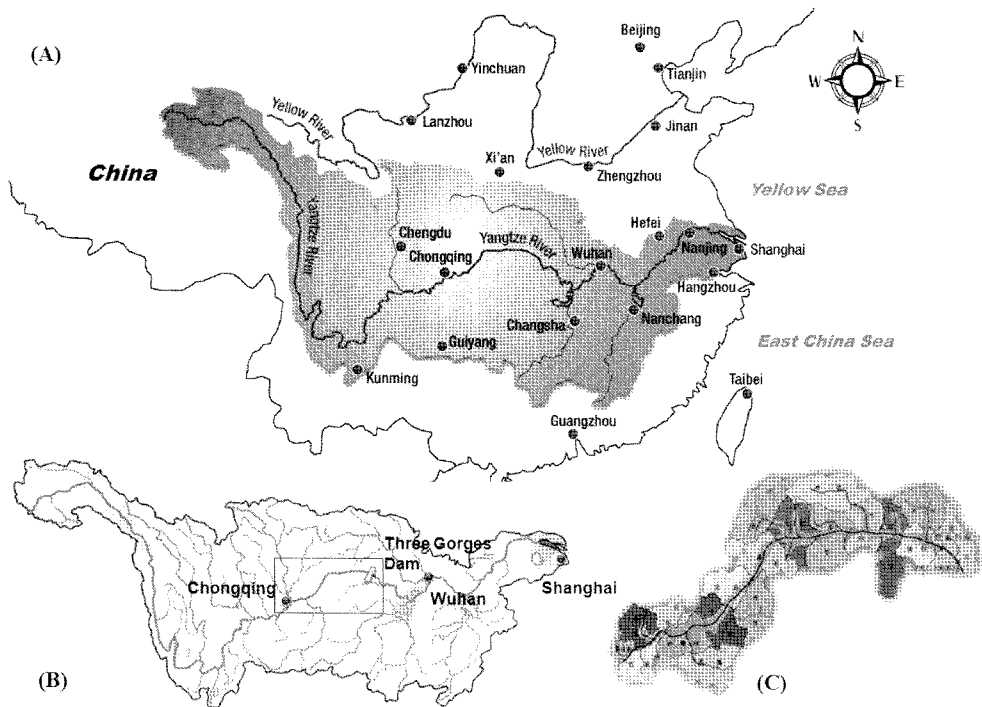 (A)
Beijing
Tianjin
N
W
E
S
Yinchuan
Yellow River
Lanzhou
Jinan
Xi'an
Yellow River
Zhengzhou
China
Yellow Sea
Yangtze River
Hefei
Chengdu
Yangtze River
Wuhan
Nanjing
Shanghai
Chongqing
Hangzhou
Changsha
Nanchang
Guiyang
East China Sea
Kunming
Taibei
Guangzhou
Three Gorges
Dam
Chongqing
Wuhan
Shanghai
(B)
(C)